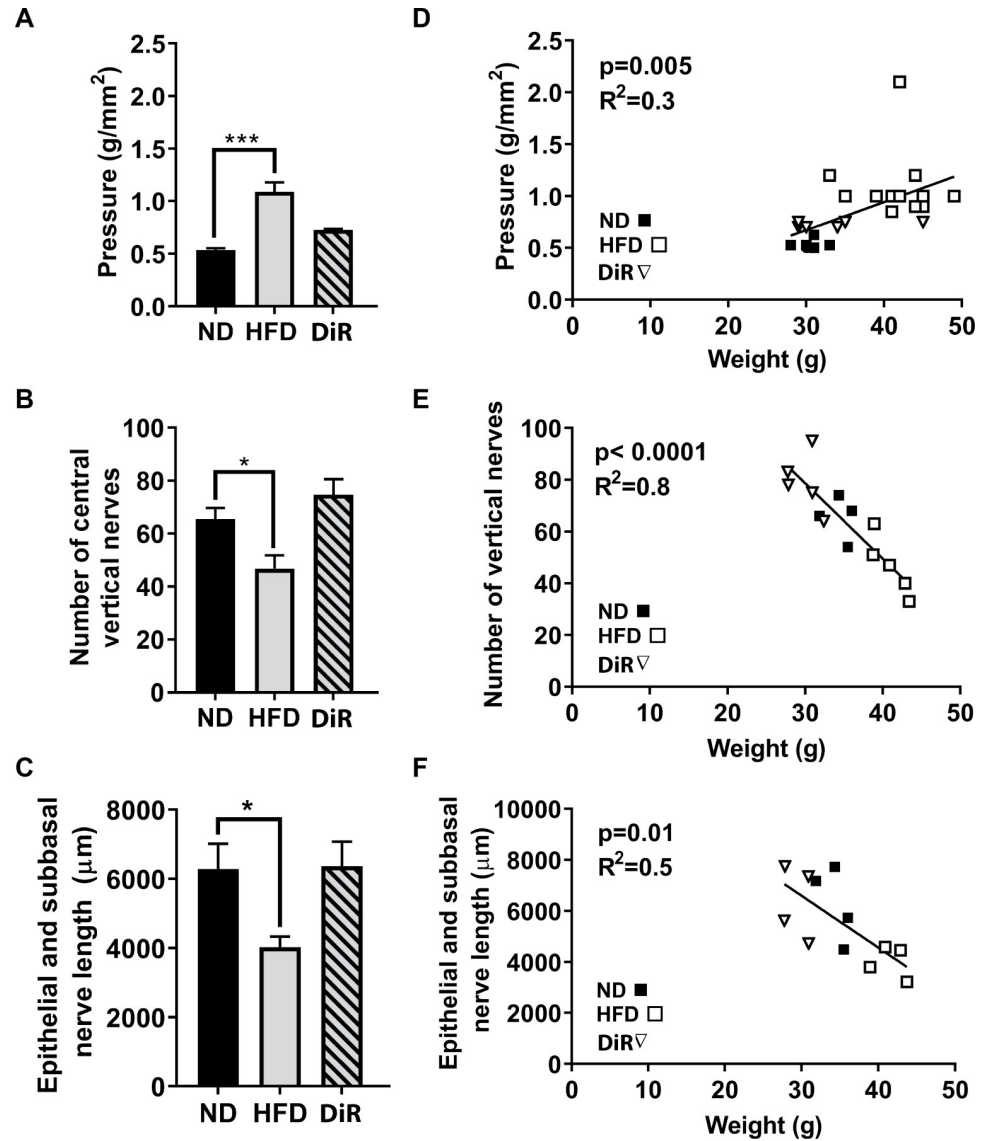 A
Pressure (g/mm²)
2.5
2.0
1.5
1.0
0.5
0.0
***
ND HFD DiR
D
Pressure (g/mm²)
2.5
2.0
1.5
1.0
0.5
0.0
p=0.005
R²=0.3
ND
HFD
DiR
0 10 20 30 40 50
Weight (g)
B
Number of central
vertical nerves
100
80
60
40
20
0
*
ND HFD DiR
E
Number of vertical nerves
100
80
60
40
20
0
p< 0.0001
R²=0.8
ND
HFD
DiR
0 10 20 30 40 50
Weight (g)
C
Epithelial and subbasal
nerve length (μm)
8000
6000
4000
2000
0
*
ND HFD DiR
F
Epithelial and subbasal
nerve length (μm)
10000
8000
6000
4000
2000
0
p=0.01
R²=0.5
ND
HFD
DiR
0 10 20 30 40 50
Weight (g)